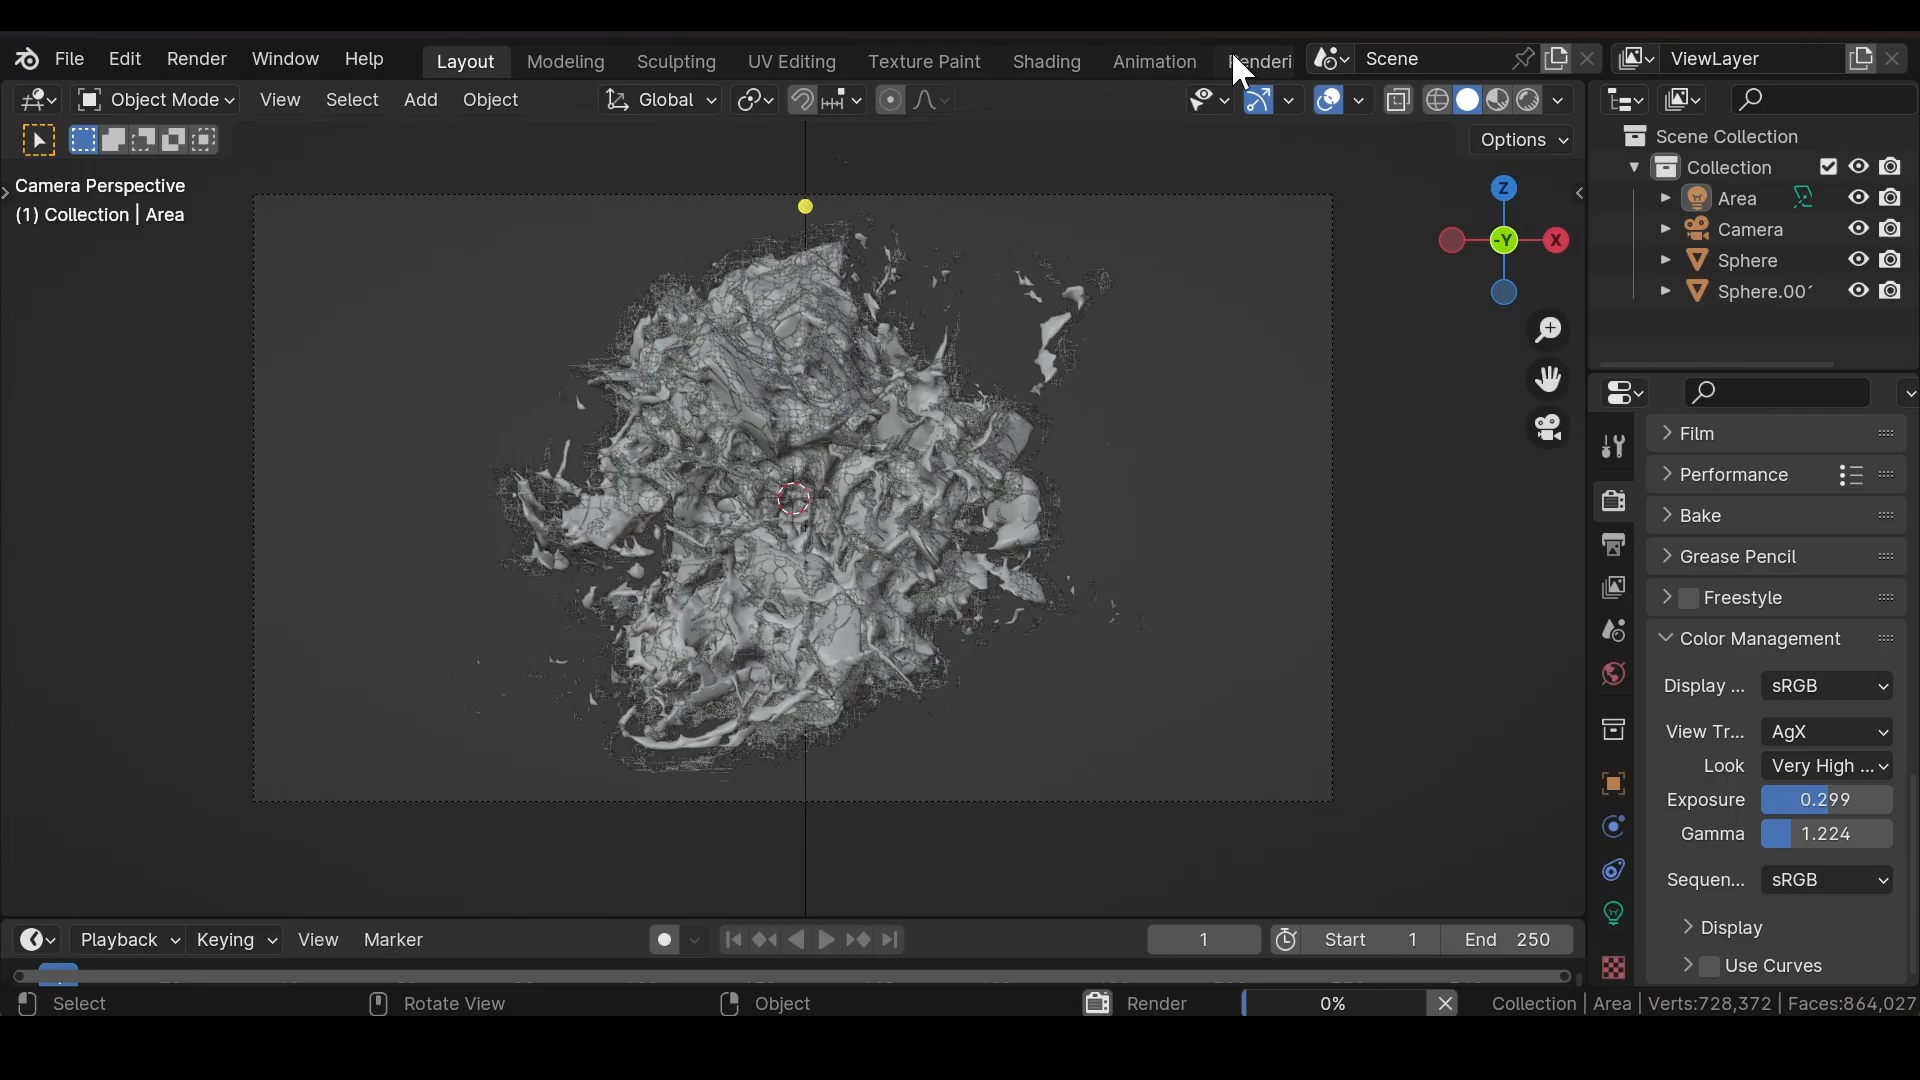 File Edit Render Window Help Layout Modeling Sculpting UV Editing Texture Paint Shading Animation Scene ViewLayer
Object Mode View Select Add Object Global
Options
Camera Perspective
(1) Collection | Area
Z
-Y X
Scene Collection
Collection
Area
Camera
Sphere
Sphere.001
Film
Performance
Bake
Grease Pencil
Freestyle
Color Management
Display ... sRGB
View Tr... AgX
Look Very High ...
Exposure 0.299
Gamma 1.224
Sequen... sRGB
Display
Use Curves
Playback Keying View Marker 1 Start 1 End 250
Select Rotate View Object Render 0% Collection | Area | Verts:728,372 | Faces:864,027